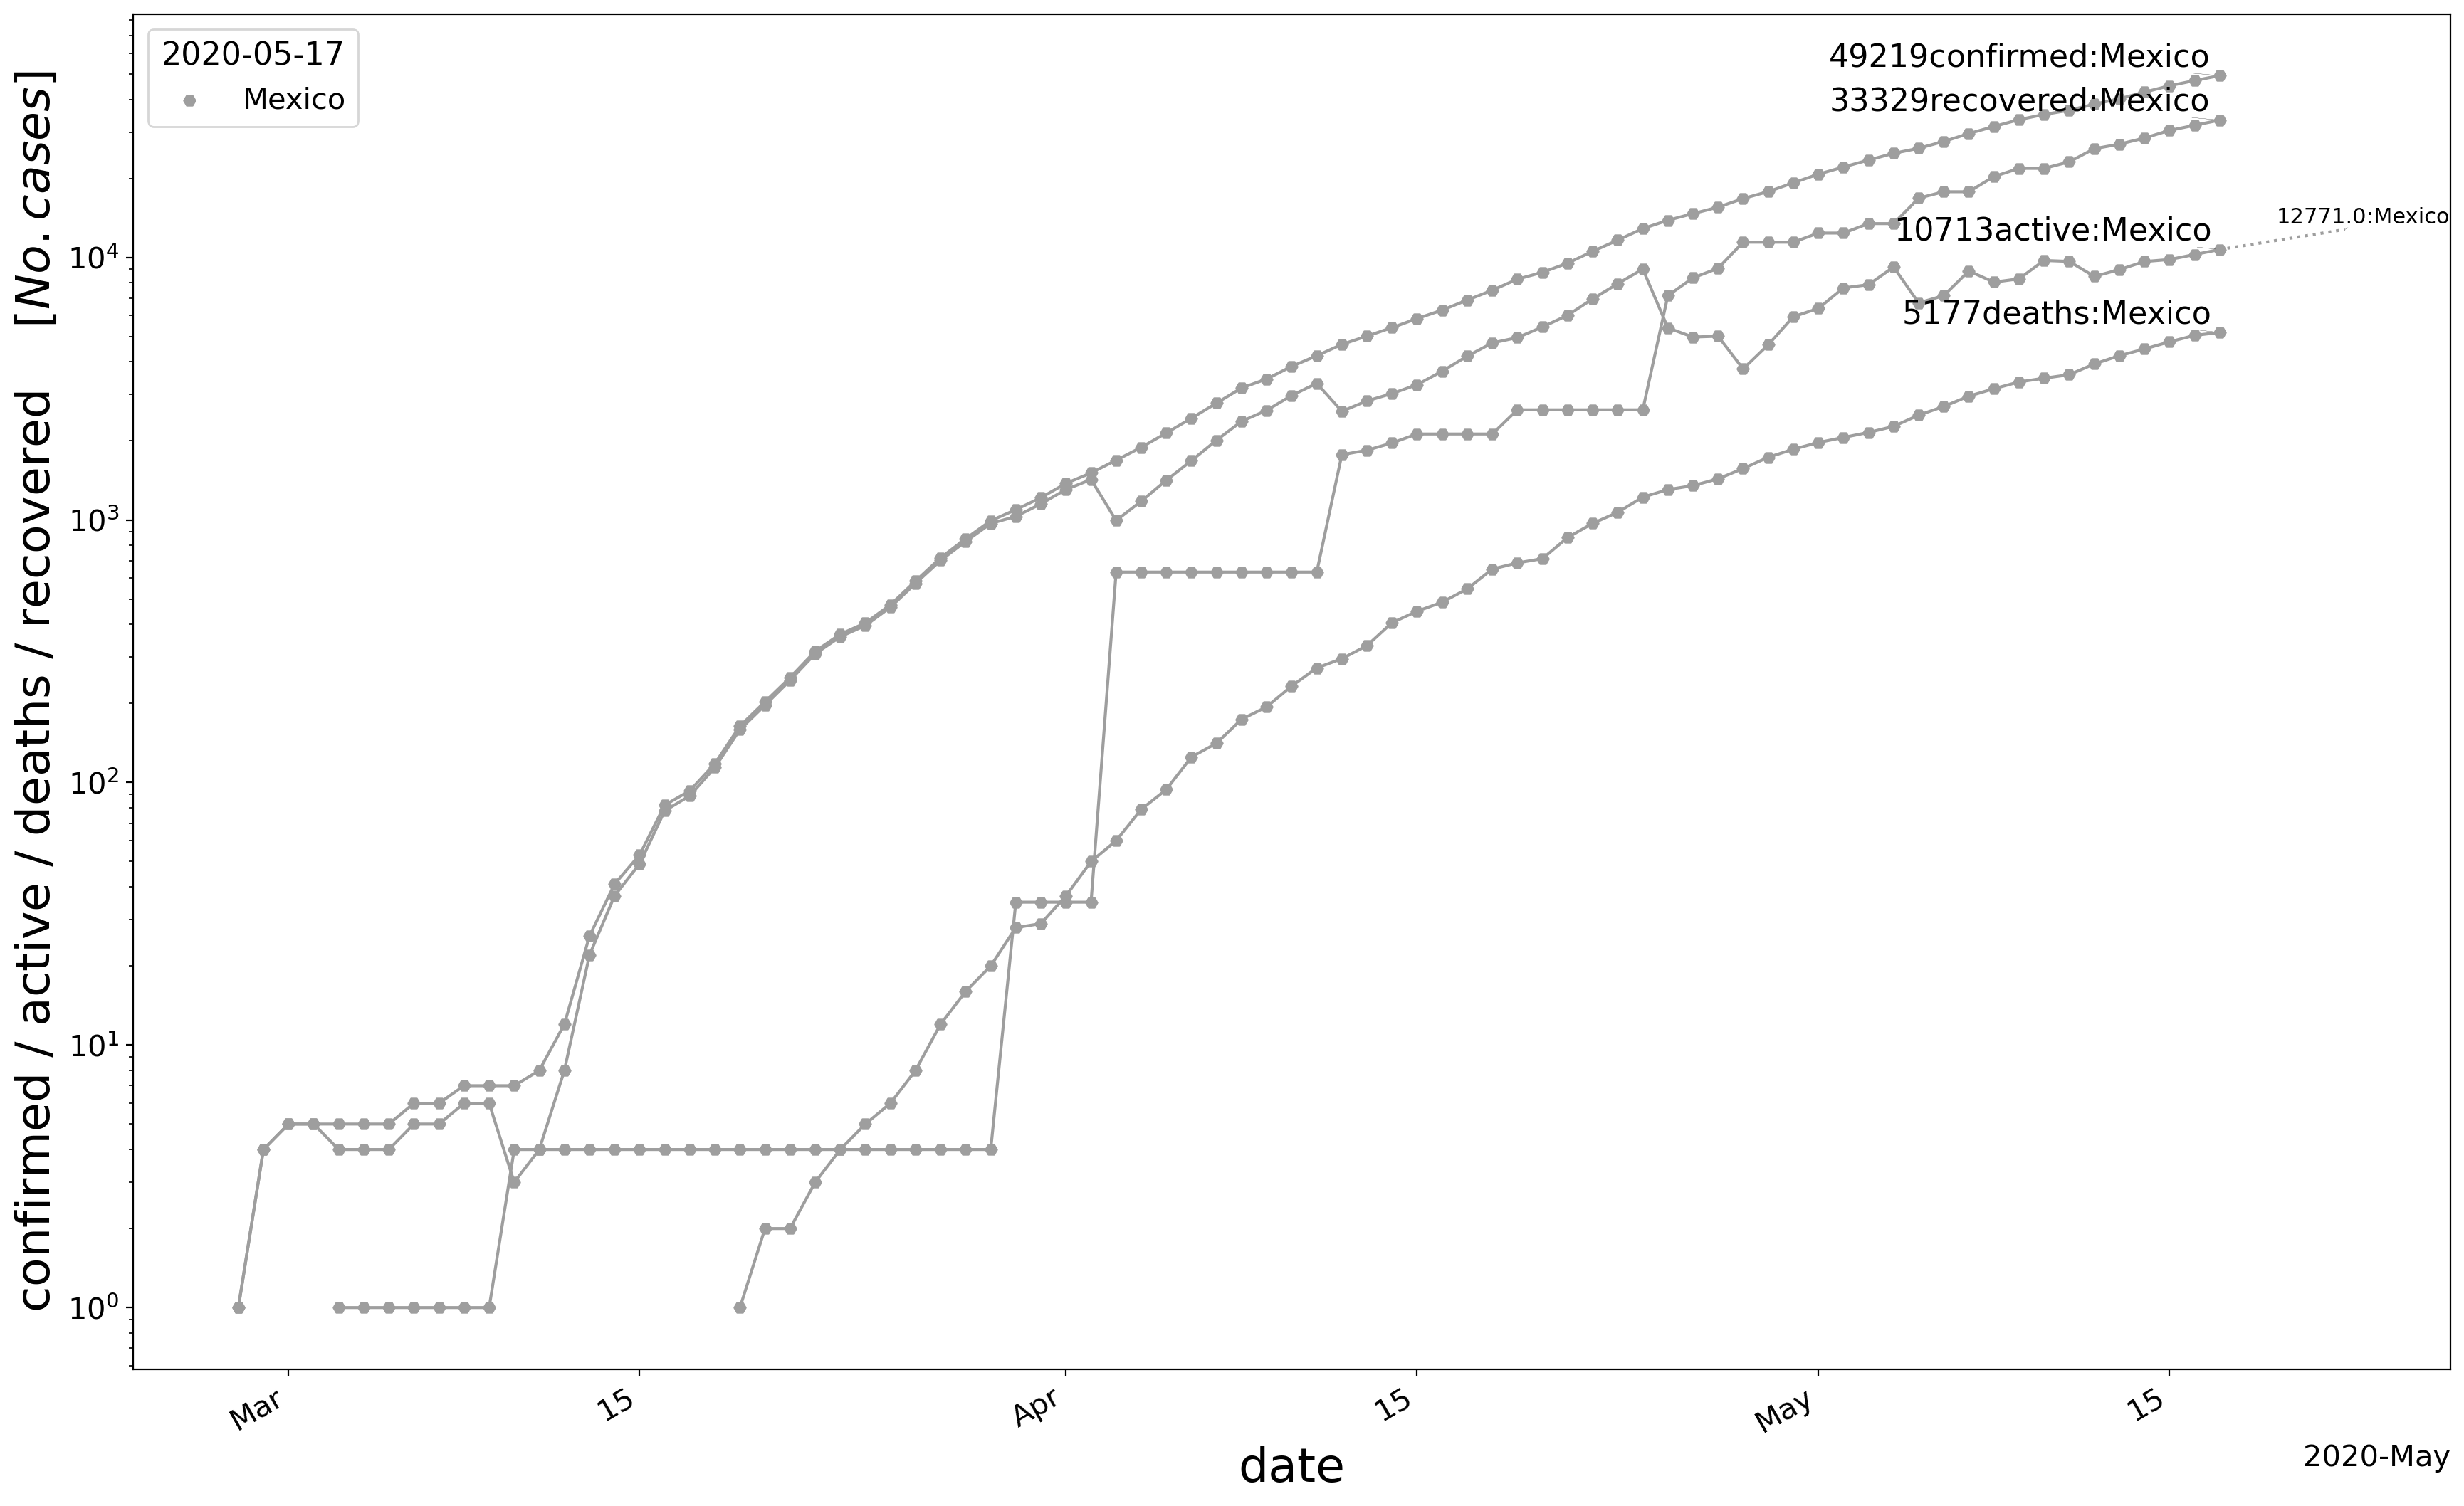 2020-05-17
Mexico
49219confirmed:Mexico
33329recovered:Mexico
12771.0:Mexico
10713active:Mexico
5177deaths:Mexico
confirmed / active / deaths / recovered [No. cases]
10⁴
10³
10²
10¹
10⁰
Mar
15
Apr
15
May
15
date
2020-May